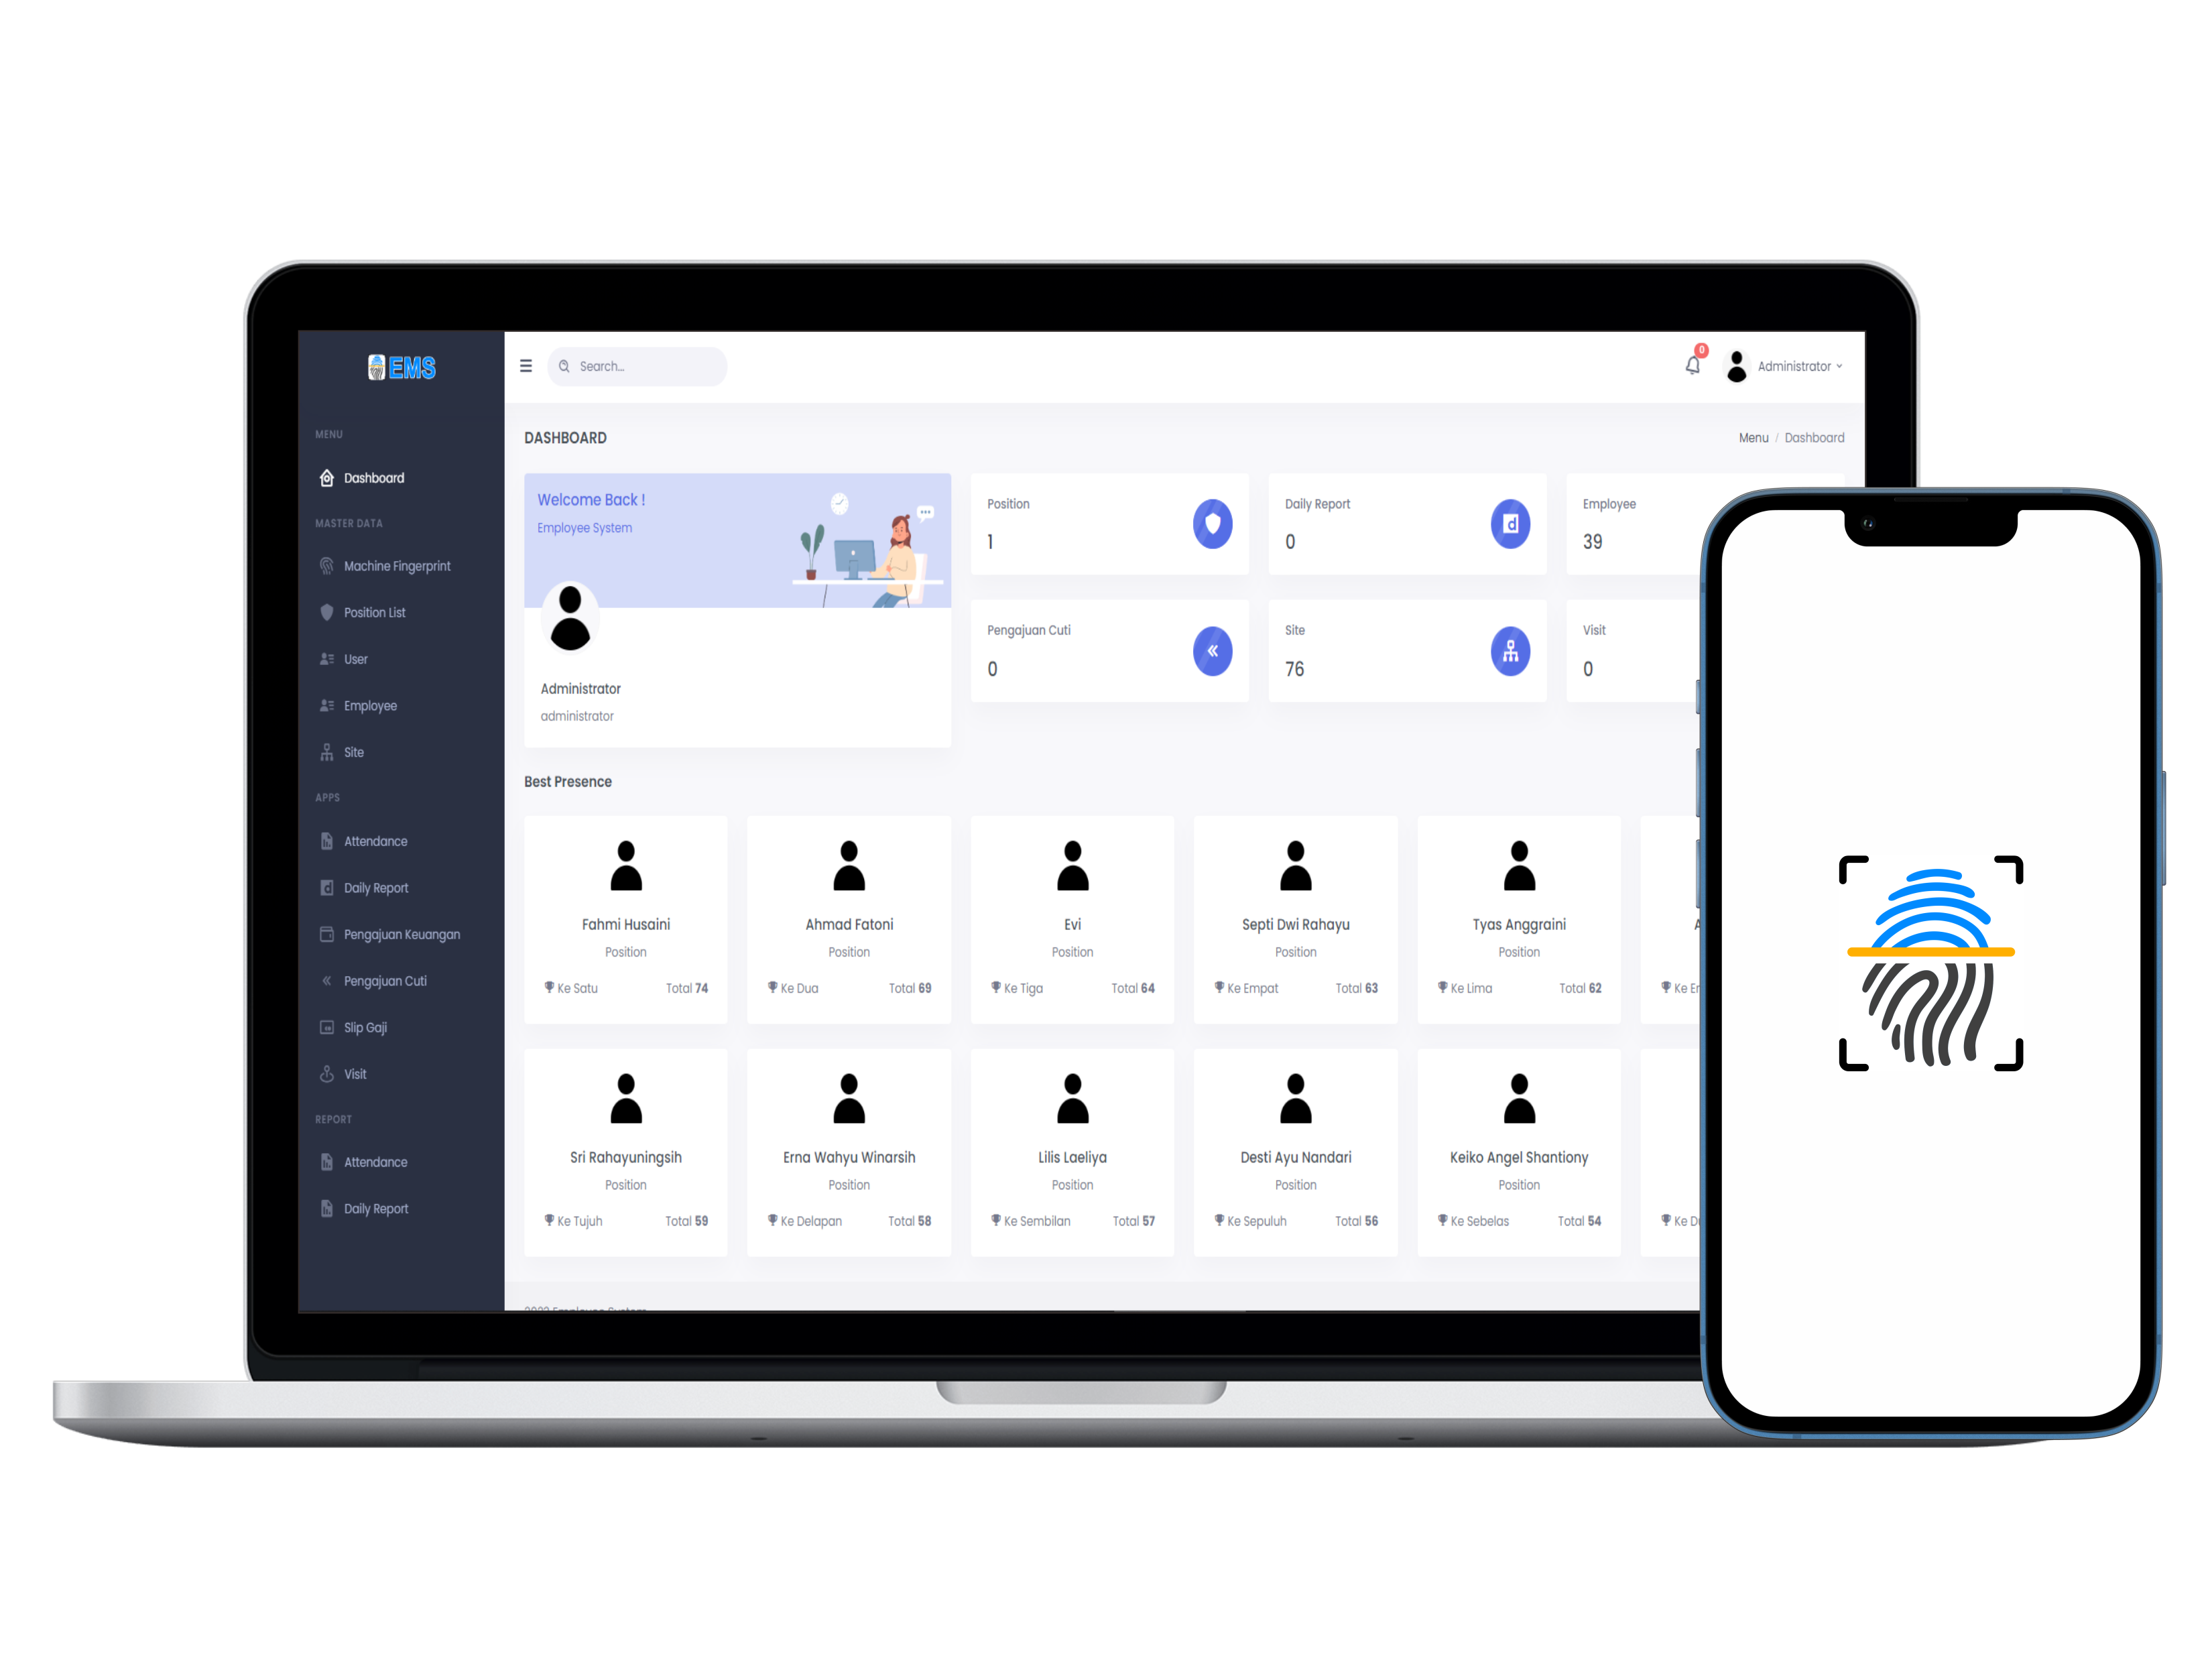 EMS
Search...
0
Administrator
MENU
Dashboard
MASTER DATA
Machine Fingerprint
Position List
User
Employee
Site
APPS
Attendance
Daily Report
Pengajuan Keuangan
Pengajuan Cuti
Slip Gaji
Visit
REPORT
Attendance
Daily Report
DASHBOARD
Menu / Dashboard
Welcome Back !
Employee System
Administrator
administrator
Position
1
Daily Report
0
Employee
39
Pengajuan Cuti
0
Site
76
Visit
0
Best Presence
Fahmi Husaini
Position
Ke Satu Total 74
Ahmad Fatoni
Position
Ke Dua Total 69
Evi
Position
Ke Tiga Total 64
Septi Dwi Rahayu
Position
Ke Empat Total 63
Tyas Anggraini
Position
Ke Lima Total 62
Ke
Sri Rahayuningsih
Position
Ke Tujuh Total 59
Erna Wahyu Winarsih
Position
Ke Delapan Total 58
Lilis Laeliya
Position
Ke Sembilan Total 57
Desti Ayu Nandari
Position
Ke Sepuluh Total 56
Keiko Angel Shantiony
Position
Ke Sebelas Total 54
Ke
Employee System